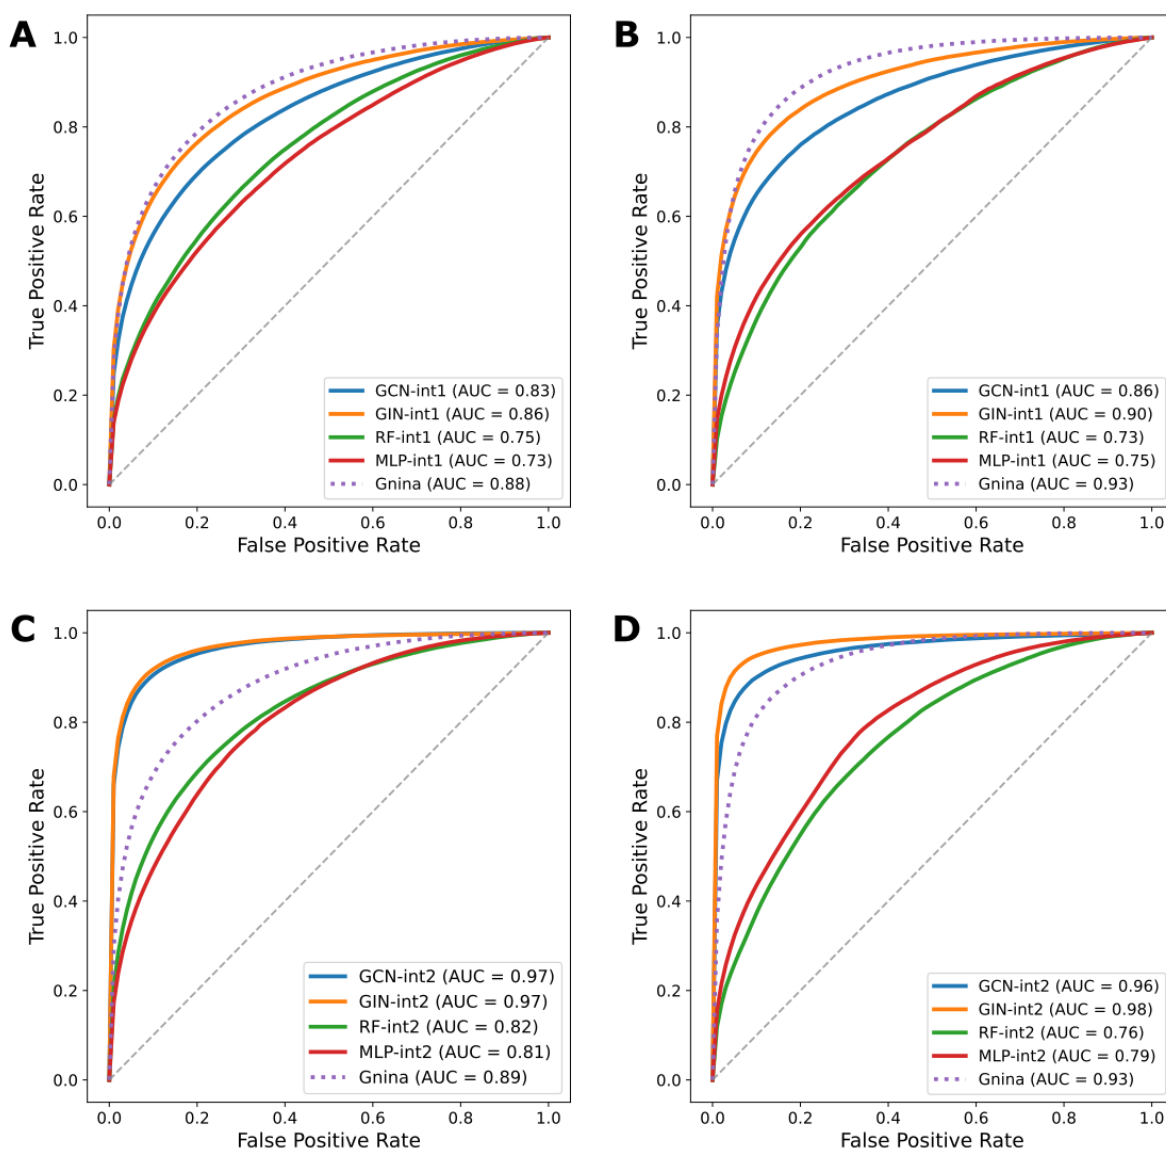 A
True Positive Rate
1.0
0.8
0.6
0.4
0.2
0.0
GCN-int1 (AUC = 0.83)
GIN-int1 (AUC = 0.86)
RF-int1 (AUC = 0.75)
MLP-int1 (AUC = 0.73)
Gnina (AUC = 0.88)
0.0 0.2 0.4 0.6 0.8 1.0
False Positive Rate
B
True Positive Rate
1.0
0.8
0.6
0.4
0.2
0.0
GCN-int1 (AUC = 0.86)
GIN-int1 (AUC = 0.90)
RF-int1 (AUC = 0.73)
MLP-int1 (AUC = 0.75)
Gnina (AUC = 0.93)
0.0 0.2 0.4 0.6 0.8 1.0
False Positive Rate
C
True Positive Rate
1.0
0.8
0.6
0.4
0.2
0.0
GCN-int2 (AUC = 0.97)
GIN-int2 (AUC = 0.97)
RF-int2 (AUC = 0.82)
MLP-int2 (AUC = 0.81)
Gnina (AUC = 0.89)
0.0 0.2 0.4 0.6 0.8 1.0
False Positive Rate
D
True Positive Rate
1.0
0.8
0.6
0.4
0.2
0.0
GCN-int2 (AUC = 0.96)
GIN-int2 (AUC = 0.98)
RF-int2 (AUC = 0.76)
MLP-int2 (AUC = 0.79)
Gnina (AUC = 0.93)
0.0 0.2 0.4 0.6 0.8 1.0
False Positive Rate